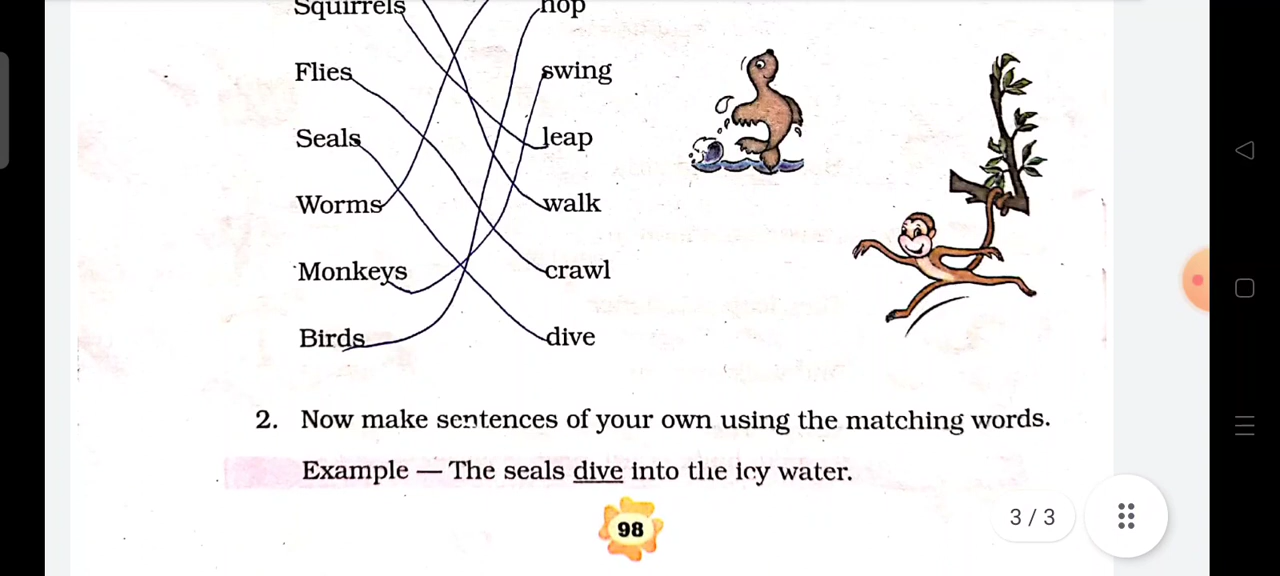 Squirrels hop
Flies swing
Seals leap
Worms walk
Monkeys crawl
Birds dive
2. Now make sentences of your own using the matching words.
Example — The seals dive into the icy water.
98
3 / 3